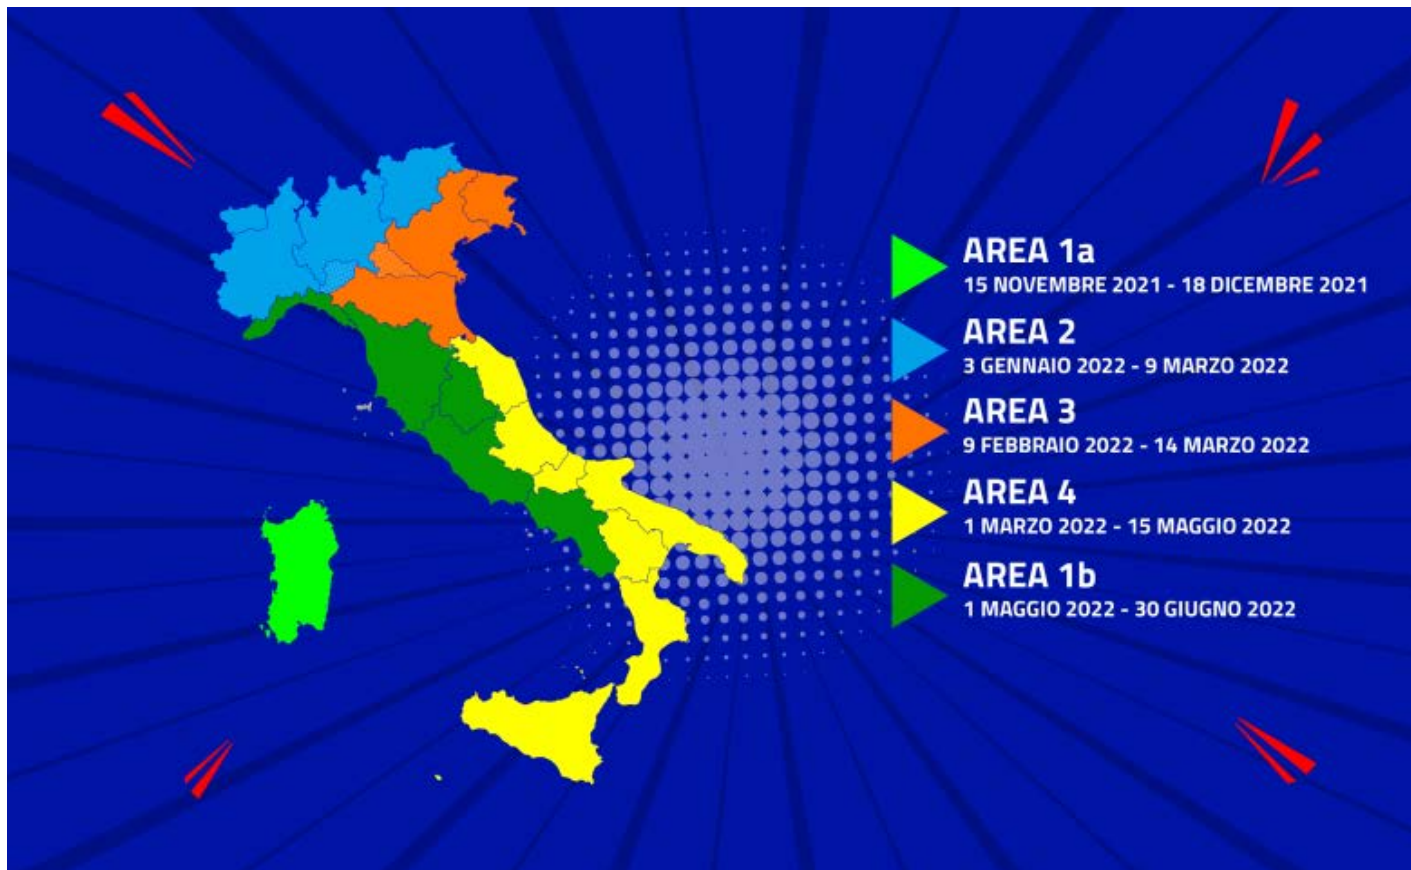 AREA 1a
15 NOVEMBRE 2021 - 18 DICEMBRE 2021
AREA 2
3 GENNAIO 2022 - 9 MARZO 2022
AREA 3
9 FEBBRAIO 2022 - 14 MARZO 2022
AREA 4
1 MARZO 2022 - 15 MAGGIO 2022
AREA 1b
1 MAGGIO 2022 - 30 GIUGNO 2022